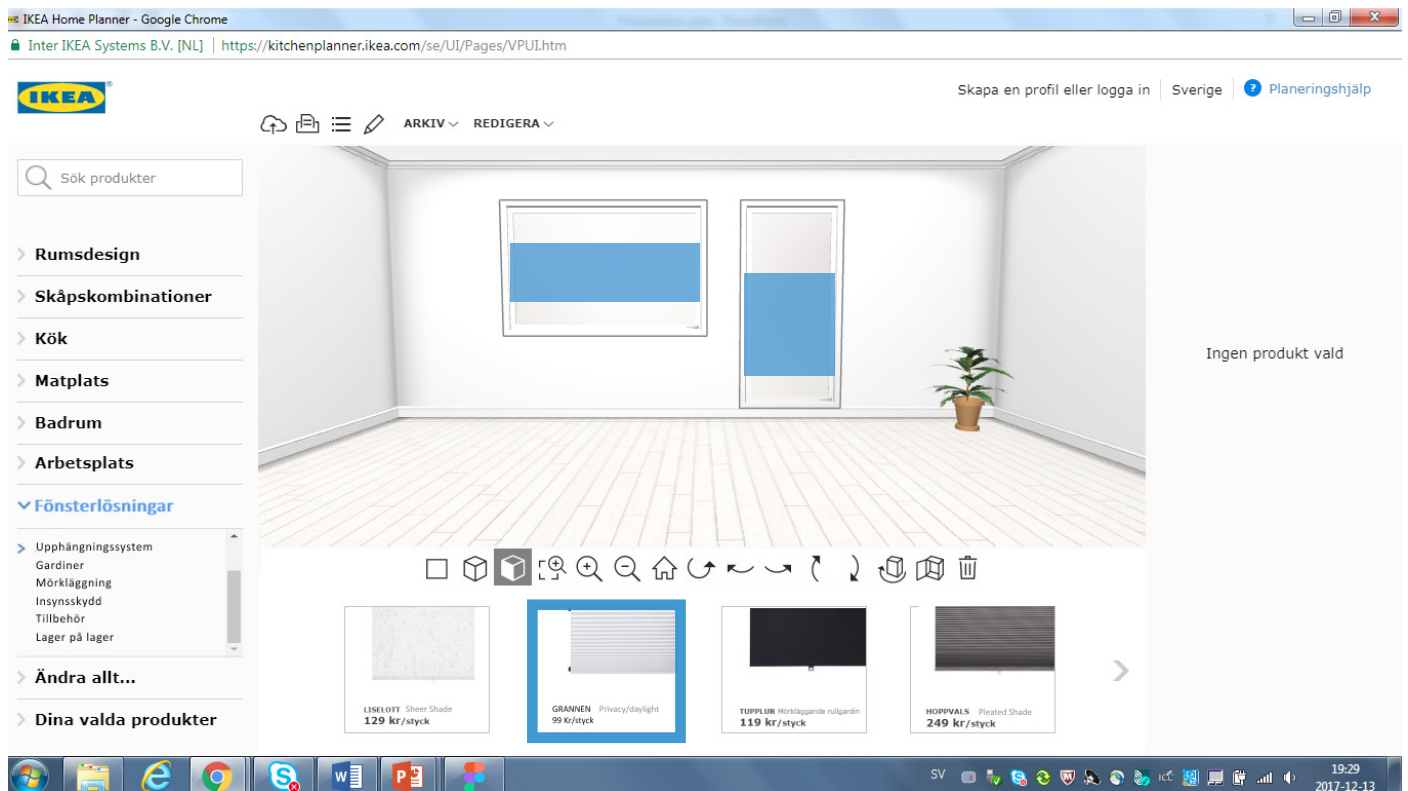 IKEA Home Planner - Google Chrome
Inter IKEA Systems B.V. [NL] | https://kitchenplanner.ikea.com/se/UI/Pages/VPUI.htm
IKEA
Skapa en profil eller logga in Sverige ? Planeringshjälp
ARKIV REDIGERA
Sök produkter
Rumsdesign
Skåpskombinationer
Kök
Matplats
Badrum
Arbetsplats
Fönsterlösningar
Upphängningssystem
Gardiner
Mörkläggning
Insynsskydd
Tillbehör
Lager på lager
Ändra allt...
Dina valda produkter
Ingen produkt vald
LISELOTT Sheer Shade
129 kr/styck
GRANNEN Privacy/daylight
99 Kr/styck
TUPPLUR Mörkläggande rullgardin
119 kr/styck
HOPPVALS Pleated Shade
249 kr/styck
SV
19:29
2017-12-13